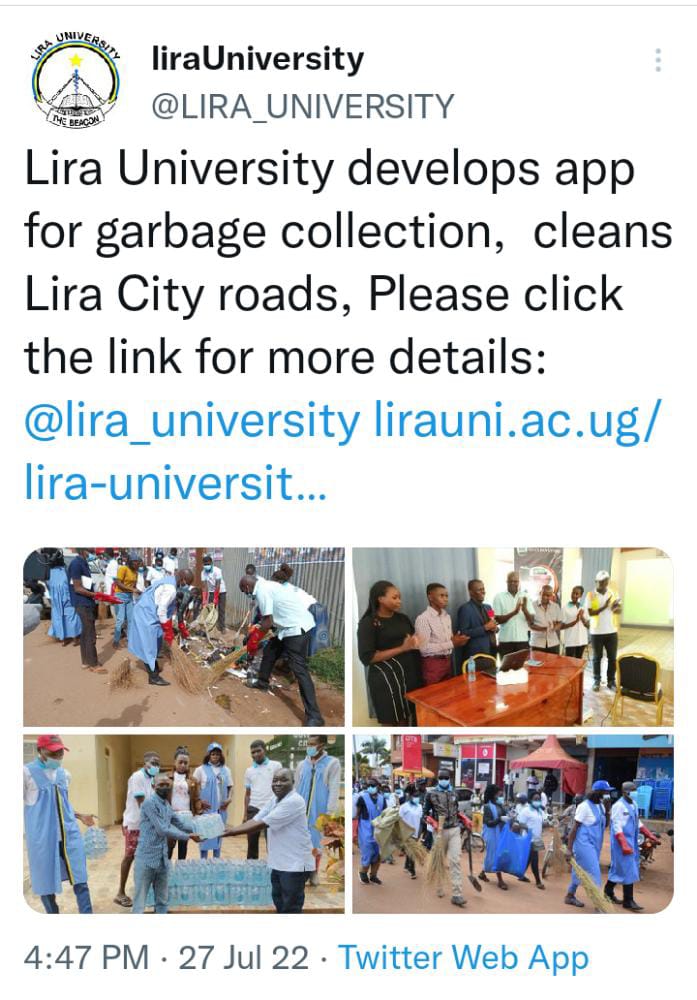 LIRA UNIVERSITY
THE BEACON
liraUniversity
@LIRA_UNIVERSITY
Lira University develops app
for garbage collection,  cleans
Lira City roads, Please click
the link for more details:
@lira_university lirauni.ac.ug/
lira-universit...
4:47 PM · 27 Jul 22 · Twitter Web App